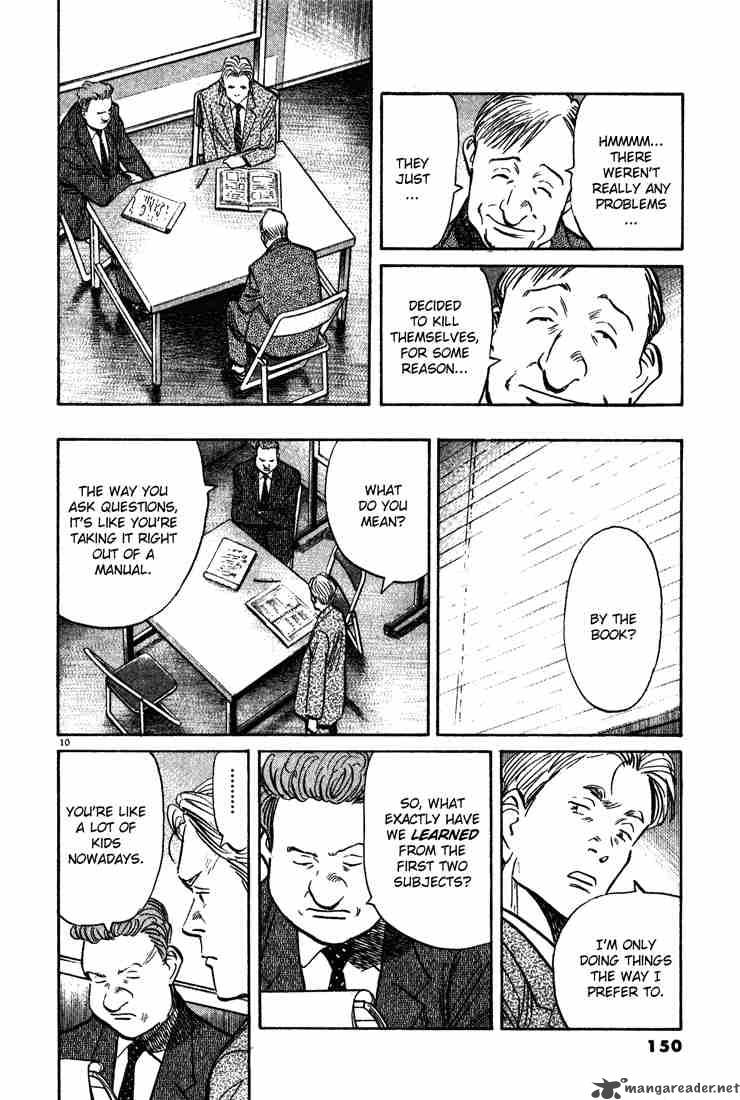 HMMMM...
THERE
WEREN'T
REALLY ANY
PROBLEMS
...
THEY
JUST
...
DECIDED
TO KILL
THEMSELVES,
FOR SOME
REASON...
BY THE
BOOK?
WHAT
DO YOU
MEAN?
THE WAY YOU
ASK QUESTIONS,
IT'S LIKE YOU'RE
TAKING IT RIGHT
OUT OF A
MANUAL.
10
I'M ONLY
DOING THINGS
THE WAY I
PREFER TO.
SO, WHAT
EXACTLY HAVE
WE LEARNED
FROM THE
FIRST TWO
SUBJECTS?
.........
YOU'RE LIKE
A LOT OF
KIDS
NOWADAYS.
150
mangareader.net